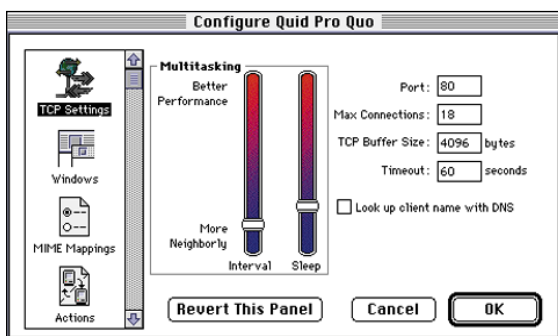 Configure Quid Pro Quo
TCP Settings
Windows
MIME Mappings
Actions
Multitasking
Better
Performance
More
Neighborly
Interval Sleep
Port: 80
Max Connections: 18
TCP Buffer Size: 4096 bytes
Timeout: 60 seconds
Look up client name with DNS
Revert This Panel Cancel OK